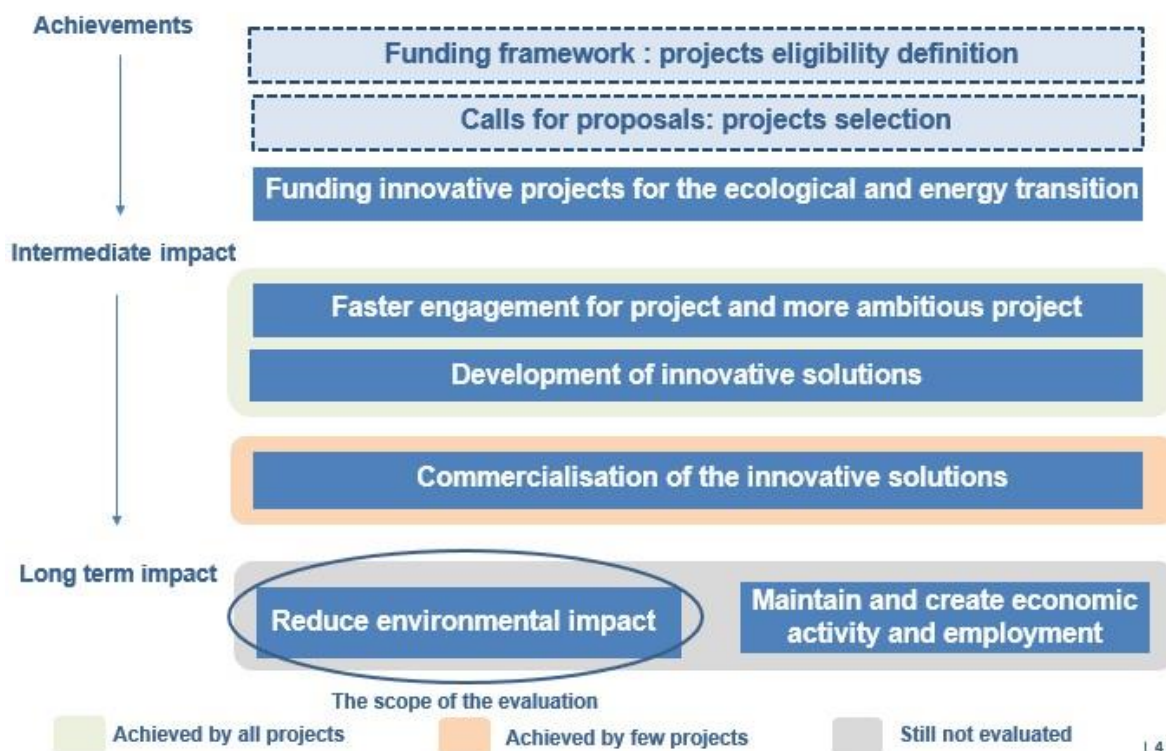 Achievements
Funding framework : projects eligibility definition
Calls for proposals: projects selection
Funding innovative projects for the ecological and energy transition
Intermediate impact
Faster engagement for project and more ambitious project
Development of innovative solutions
Commercialisation of the innovative solutions
Long term impact
Reduce environmental impact
Maintain and create economic
activity and employment
The scope of the evaluation
Achieved by all projects
Achieved by few projects
Still not evaluated